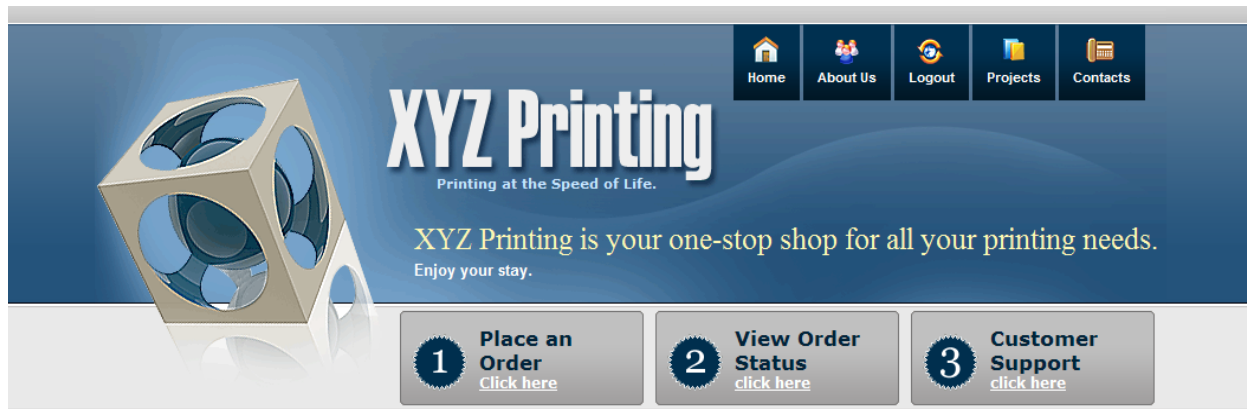 Home
About Us
Logout
Projects
Contacts
XYZ Printing
Printing at the Speed of Life.
XYZ Printing is your one-stop shop for all your printing needs.
Enjoy your stay.
1
Place an
Order
Click here
2
View Order
Status
click here
3
Customer
Support
click here